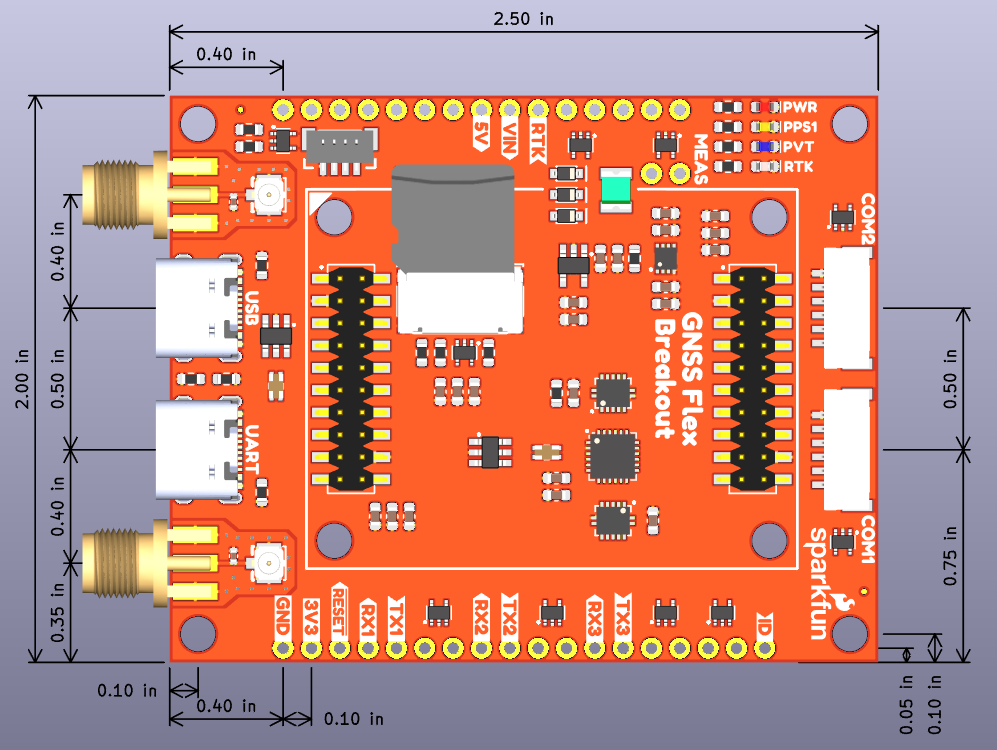 2.50 in
0.40 in
PWR
PPS1
PVT
RTK
5V
VIN
RTK
MEAS
COM2
0.40 in
USB
GNSS Flex
Breakout
2.00 in
0.50 in
0.50 in
UART
0.40 in
COM1
sparkfun
0.75 in
0.35 in
GND
3V3
RESET
RX1
TX1
RX2
TX2
RX3
TX3
ID
0.10 in
0.40 in
0.10 in
0.05 in
0.10 in